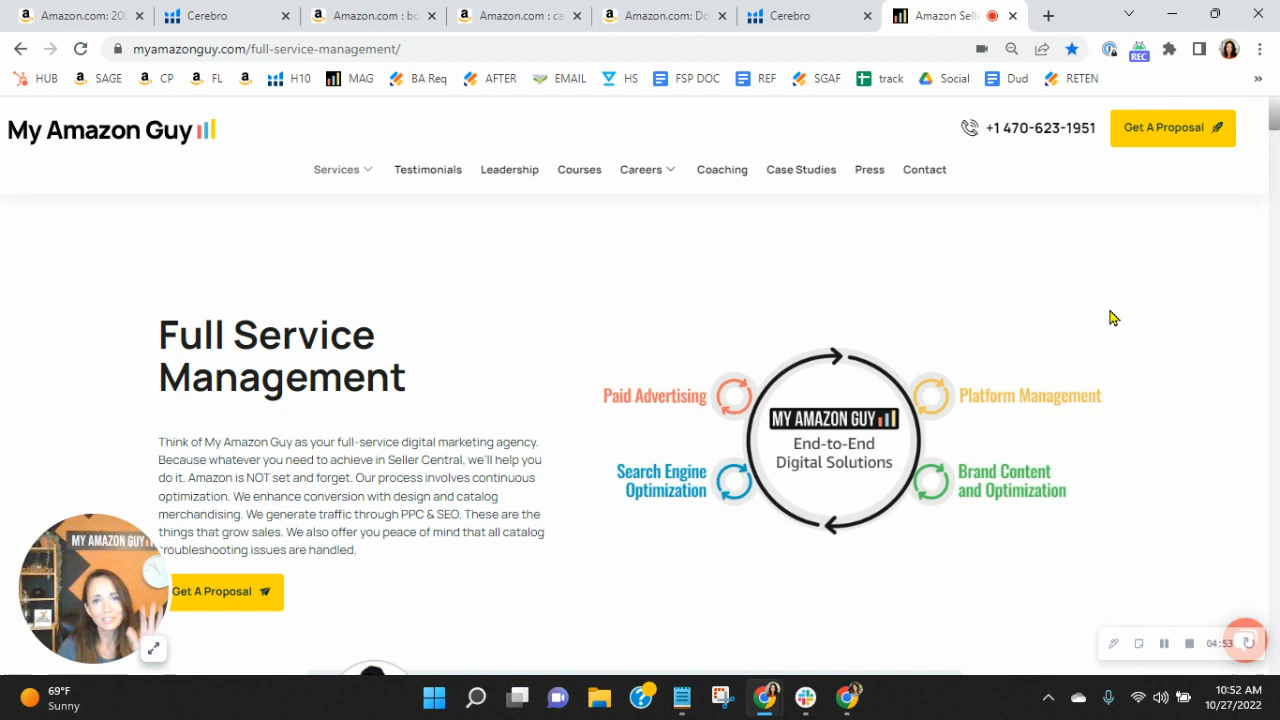 Amazon.com: 20
Cerebro
Amazon.com : bo
Amazon.com : ca
Amazon.com: Do
Cerebro
Amazon Sell
myamazonguy.com/full-service-management/
REC
HUB
SAGE
CP
FL
H10
MAG
BA Req
AFTER
EMAIL
HS
FSP DOC
REF
SGAF
track
Social
Dud
RETEN
»
My Amazon Guy
+1 470-623-1951
Get A Proposal
Services
Testimonials
Leadership
Courses
Careers
Coaching
Case Studies
Press
Contact
Full Service
Management
Think of My Amazon Guy as your full-service digital marketing agency.
Because whatever you need to achieve in Seller Central, we'll help you
do it. Amazon is NOT set and forget. Our process involves continuous
optimization. We enhance conversion with design and catalog
merchandising. We generate traffic through PPC & SEO. These are the
things that grow sales. We also offer you peace of mind that all catalog
troubleshooting issues are handled.
Get A Proposal
Paid Advertising
Platform Management
MY AMAZON GUY
End-to-End
Digital Solutions
Search Engine
Optimization
Brand Content
and Optimization
MY AMAZON GUY
04:53
69°F
Sunny
10:52 AM
10/27/2022